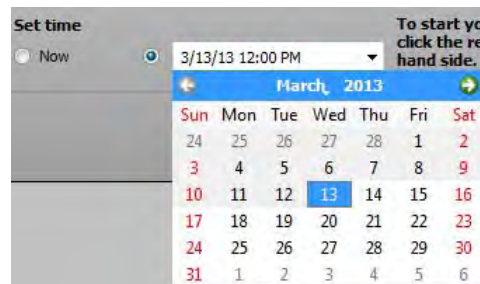 Set time
Now
3/13/13 12:00 PM
To start
click the
hand side.
March, 2013
Sun Mon Tue Wed Thu Fri Sat
24 25 26 27 28 1 2
3 4 5 6 7 8 9
10 11 12 13 14 15 16
17 18 19 20 21 22 23
24 25 26 27 28 29 30
31 1 2 3 4 5 6